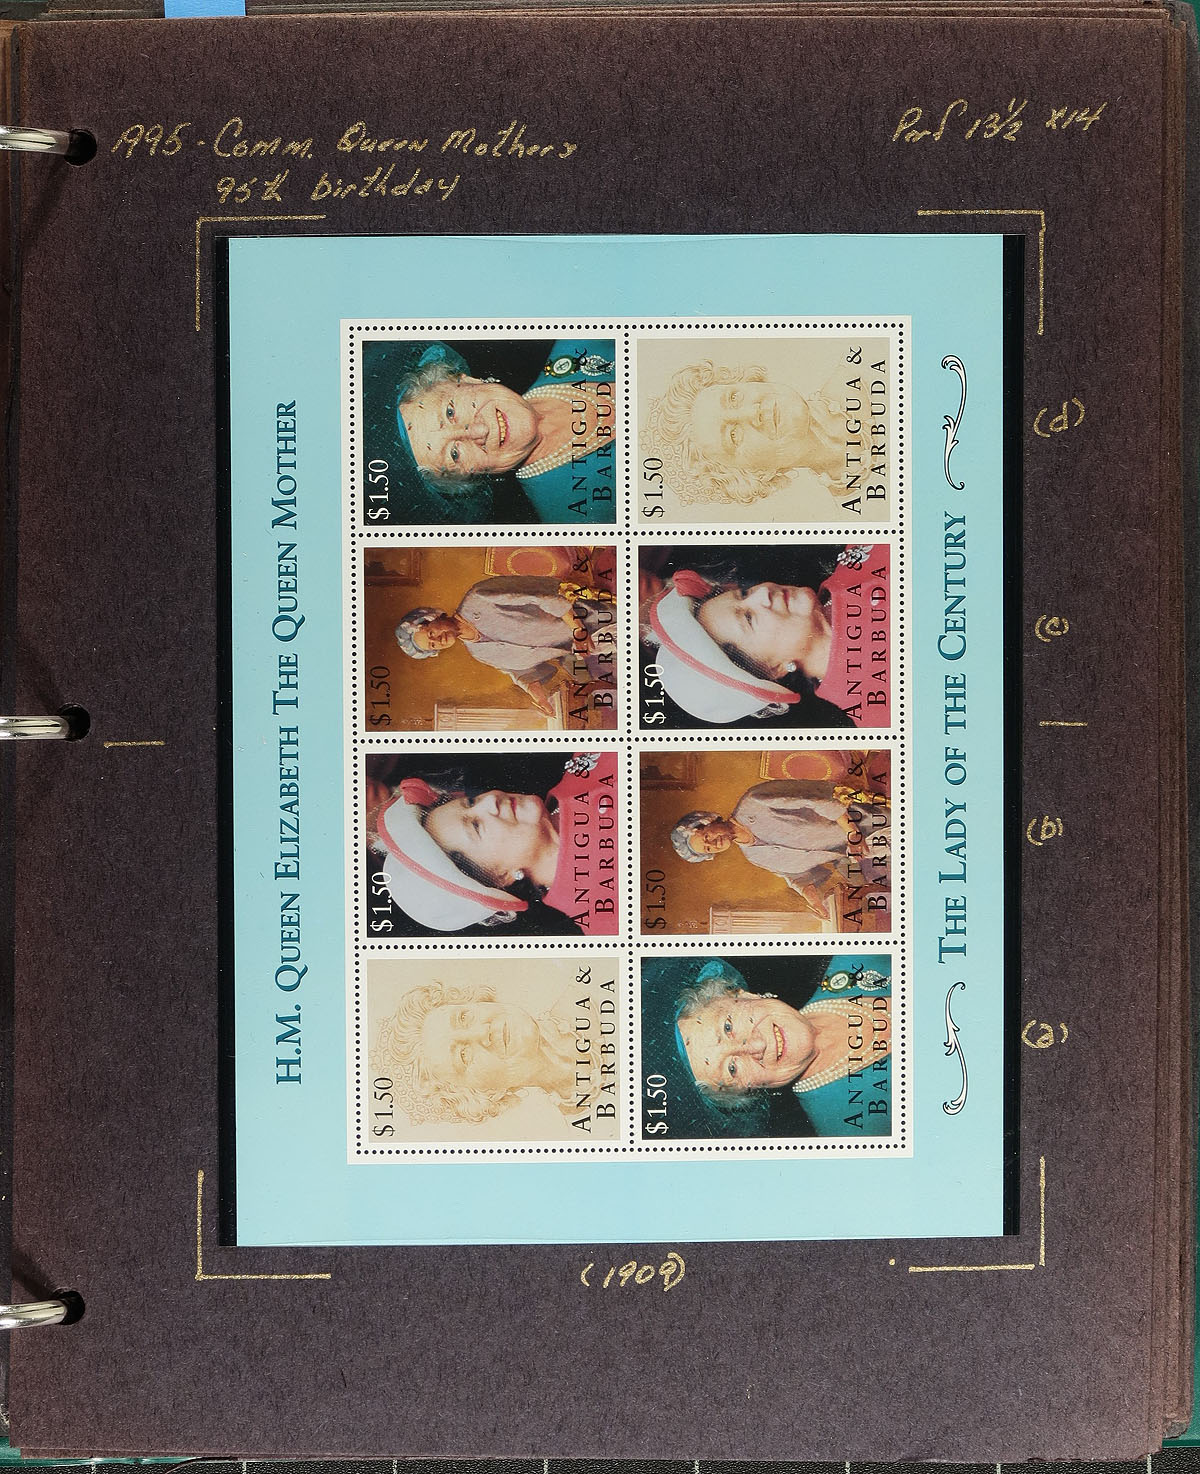 1995 - Comm. Queen Mothers
95th birthday
Perf 13½ x14
H.M. QUEEN ELIZABETH THE QUEEN MOTHER
$1.50
ANTIGUA &
BARBUDA
$1.50
ANTIGUA &
BARBUDA
$1.50
ANTIGUA &
BARBUDA
$1.50
ANTIGUA &
BARBUDA
$1.50
ANTIGUA &
BARBUDA
$1.50
ANTIGUA &
BARBUDA
$1.50
ANTIGUA &
BARBUDA
$1.50
ANTIGUA &
BARBUDA
THE LADY OF THE CENTURY
(a)
(b)
(c)
(d)
(1909)